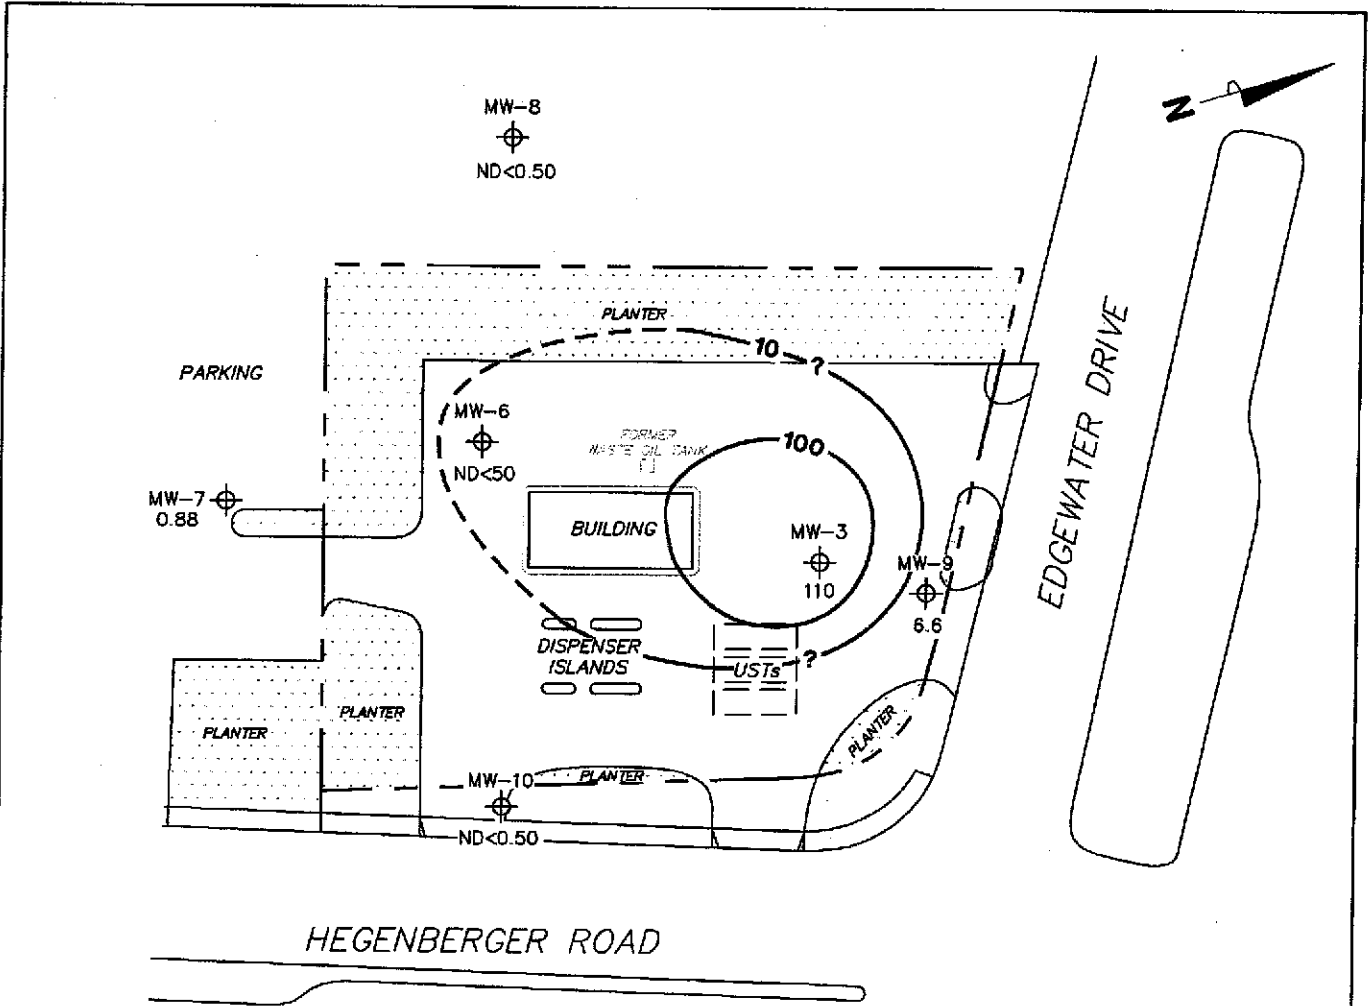 MW-8
ND<0.50
N
PLANTER
10
?
PARKING
MW-6
ND<50
FORMER
WASTE OIL TANK
100
MW-7
0.88
BUILDING
MW-3
110
MW-9
6.6
EDGEWATER DRIVE
DISPENSER
ISLANDS
USTs
?
PLANTER
PLANTER
PLANTER
PLANTER
MW-10
ND<0.50
HEGENBERGER ROAD